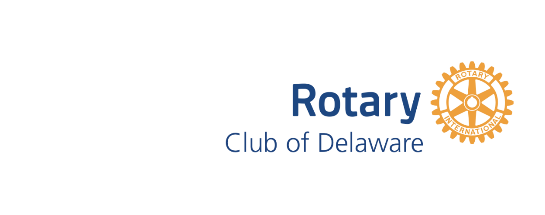 Rotary
Club of Delaware
ROTARY
INTERNATIONAL